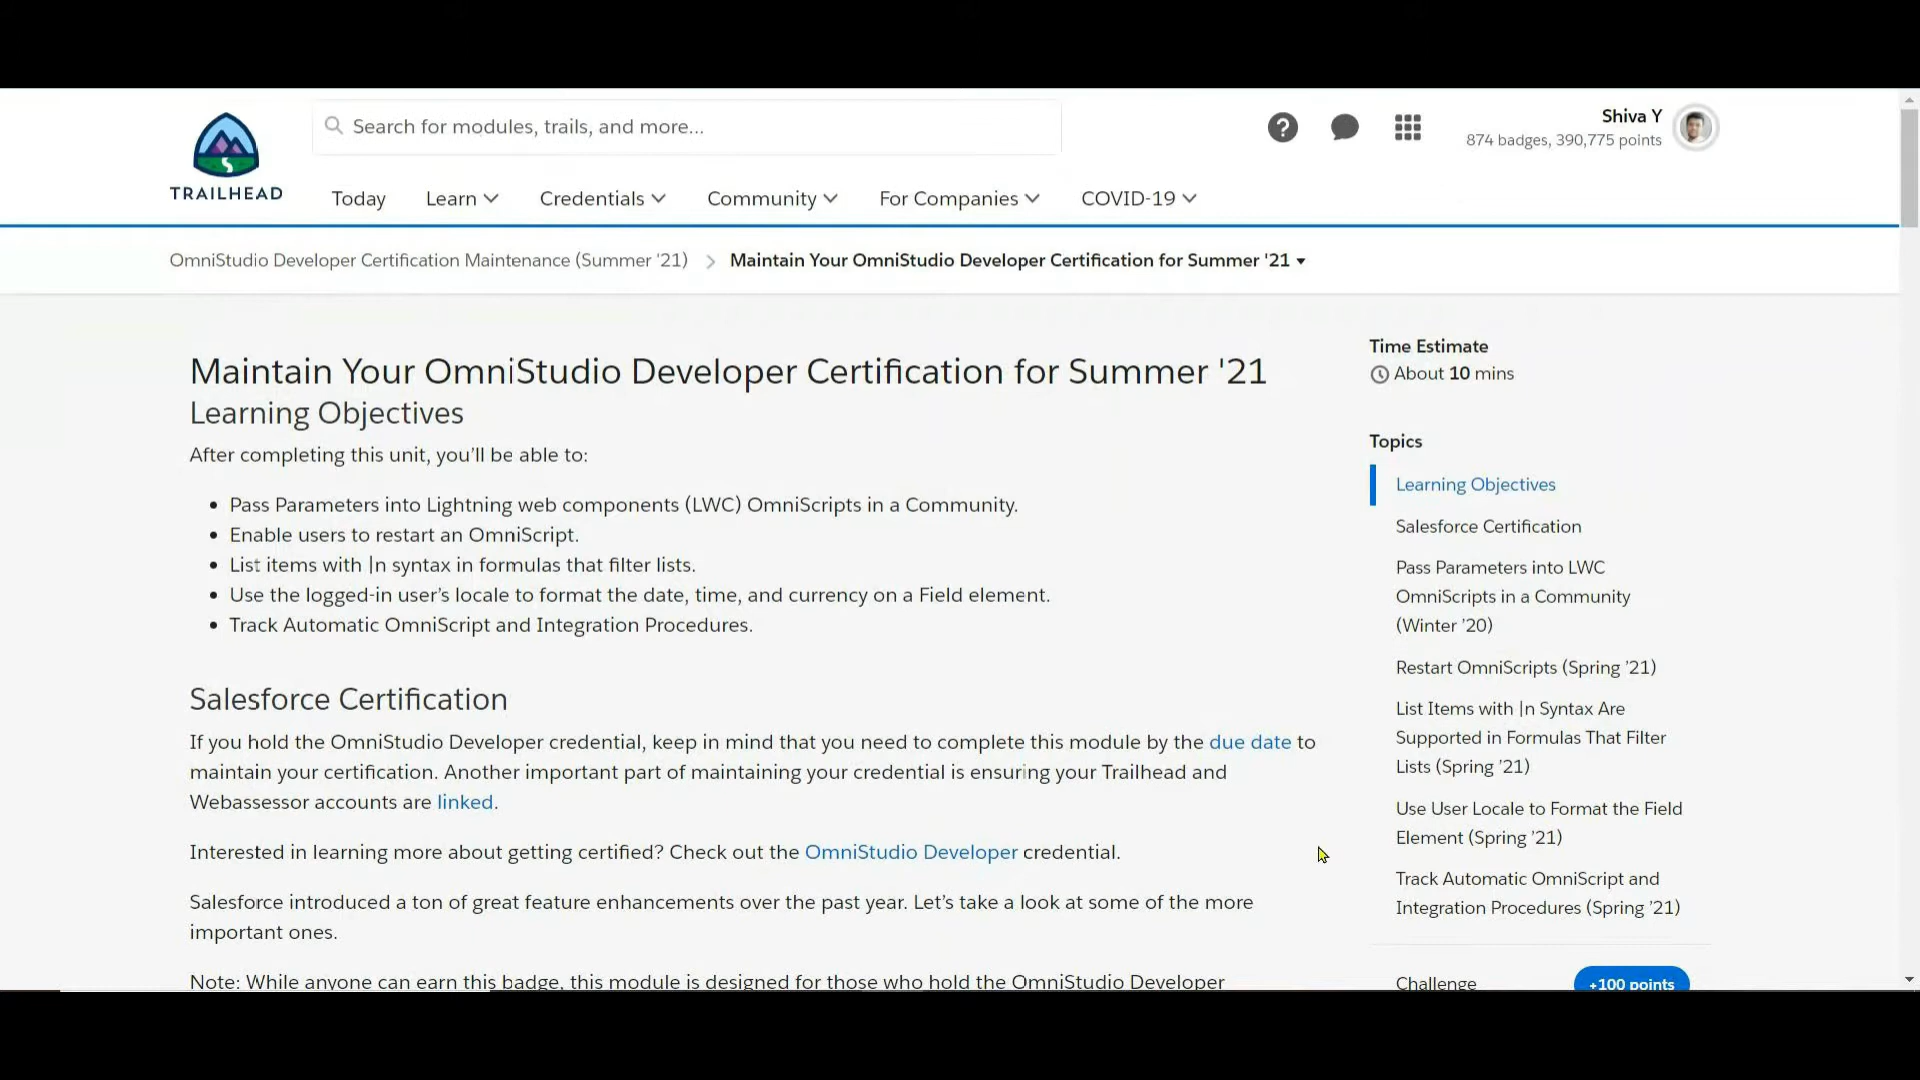 TRAILHEAD
Search for modules, trails, and more...
Shiva Y
874 badges, 390,775 points
Today
Learn
Credentials
Community
For Companies
COVID-19
OmniStudio Developer Certification Maintenance (Summer '21)
Maintain Your OmniStudio Developer Certification for Summer '21
Maintain Your OmniStudio Developer Certification for Summer '21
Learning Objectives
After completing this unit, you’ll be able to:
• Pass Parameters into Lightning web components (LWC) OmniScripts in a Community.
• Enable users to restart an OmniScript.
• List items with |n syntax in formulas that filter lists.
• Use the logged-in user’s locale to format the date, time, and currency on a Field element.
• Track Automatic OmniScript and Integration Procedures.
Salesforce Certification
If you hold the OmniStudio Developer credential, keep in mind that you need to complete this module by the due date to
maintain your certification. Another important part of maintaining your credential is ensuring your Trailhead and
Webassessor accounts are linked.
Interested in learning more about getting certified? Check out the OmniStudio Developer credential.
Salesforce introduced a ton of great feature enhancements over the past year. Let’s take a look at some of the more
important ones.
Note: While anyone can earn this badge, this module is designed for those who hold the OmniStudio Developer
Time Estimate
About 10 mins
Topics
Learning Objectives
Salesforce Certification
Pass Parameters into LWC
OmniScripts in a Community
(Winter ’20)
Restart OmniScripts (Spring ’21)
List Items with |n Syntax Are
Supported in Formulas That Filter
Lists (Spring ’21)
Use User Locale to Format the Field
Element (Spring ’21)
Track Automatic OmniScript and
Integration Procedures (Spring ’21)
Challenge
+100 points